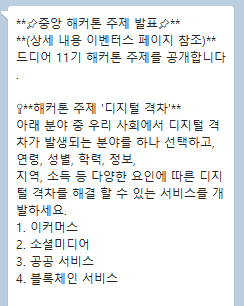 **📌중앙 해커톤 주제 발표📌**
**(상세 내용 이벤터스 페이지 참조)**
드디어 11기 해커톤 주제를 공개합니다
.
💡**해커톤 주제 '디지털 격차'**
아래 분야 중 우리 사회에서 디지털 격
차가 발생되는 분야를 하나 선택하고,
연령, 성별, 학력, 정보,
지역, 소득 등 다양한 요인에 따른 디지
털 격차를 해결 할 수 있는 서비스를 개
발하세요.
1. 이커머스
2. 소셜미디어
3. 공공 서비스
4. 블록체인 서비스